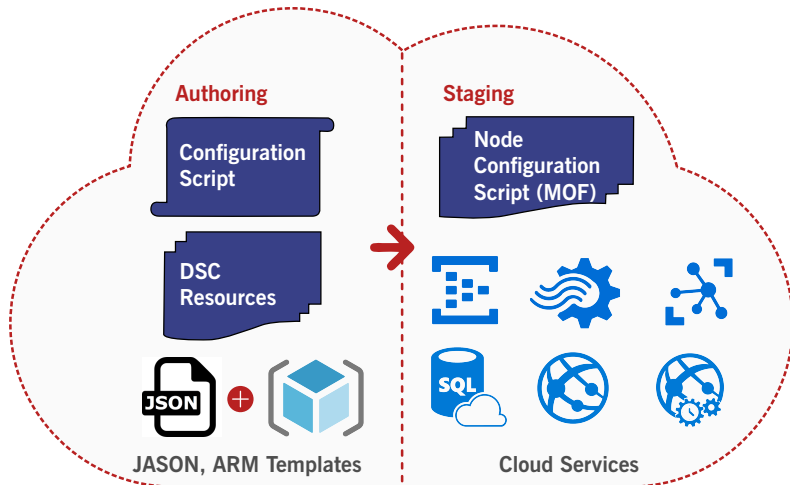 Authoring
Configuration
Script
DSC
Resources
JSON
JASON, ARM Templates
Staging
Node
Configuration
Script (MOF)
SQL
Cloud Services